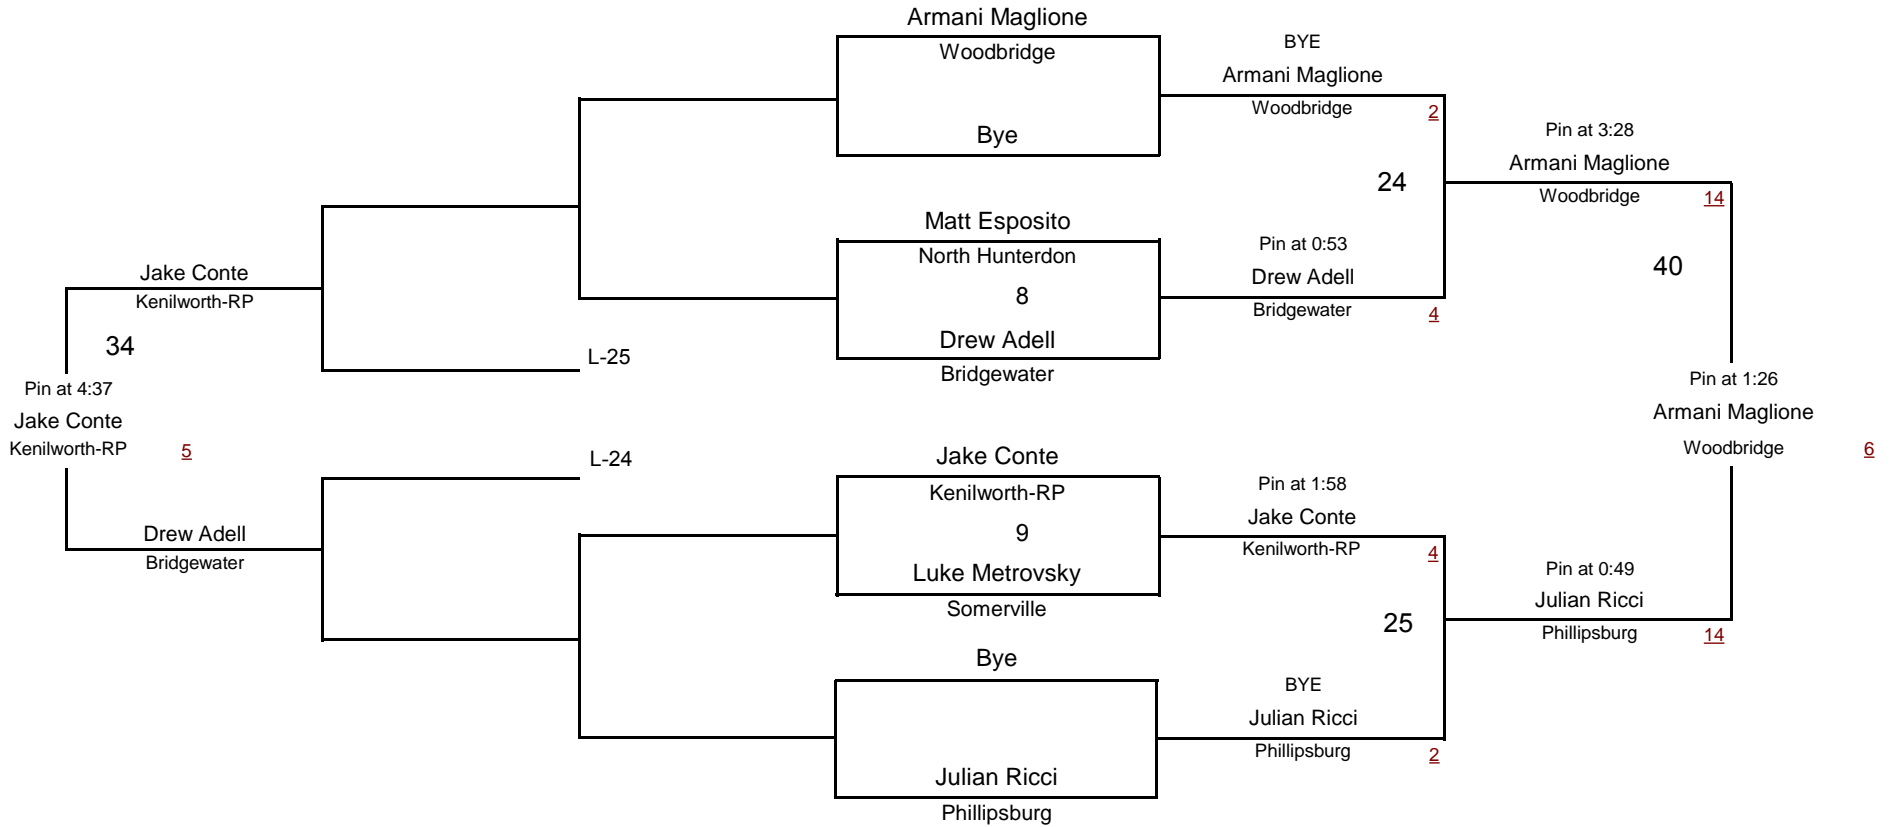 Armani Maglione
Woodbridge
Bye
BYE
Armani Maglione
Woodbridge
2
24
Pin at 3:28
Armani Maglione
Woodbridge
14
Matt Esposito
North Hunterdon
8
Drew Adell
Bridgewater
Pin at 0:53
Drew Adell
Bridgewater
4
40
Jake Conte
Kenilworth-RP
34
L-25
Pin at 4:37
Jake Conte
Kenilworth-RP
5
L-24
Drew Adell
Bridgewater
Pin at 1:26
Armani Maglione
Woodbridge
6
Jake Conte
Kenilworth-RP
9
Luke Metrovsky
Somerville
Pin at 1:58
Jake Conte
Kenilworth-RP
4
25
Pin at 0:49
Julian Ricci
Phillipsburg
14
Bye
Julian Ricci
Phillipsburg
BYE
Julian Ricci
Phillipsburg
2